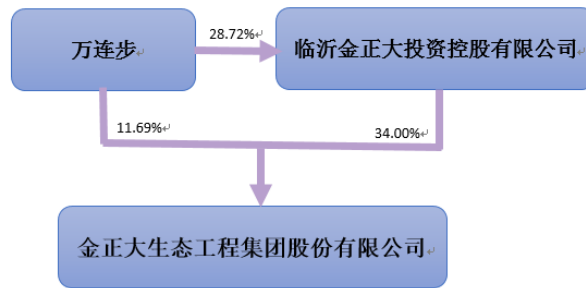 万连步
28.72%
临沂金正大投资控股有限公司
11.69%
34.00%
金正大生态工程集团股份有限公司